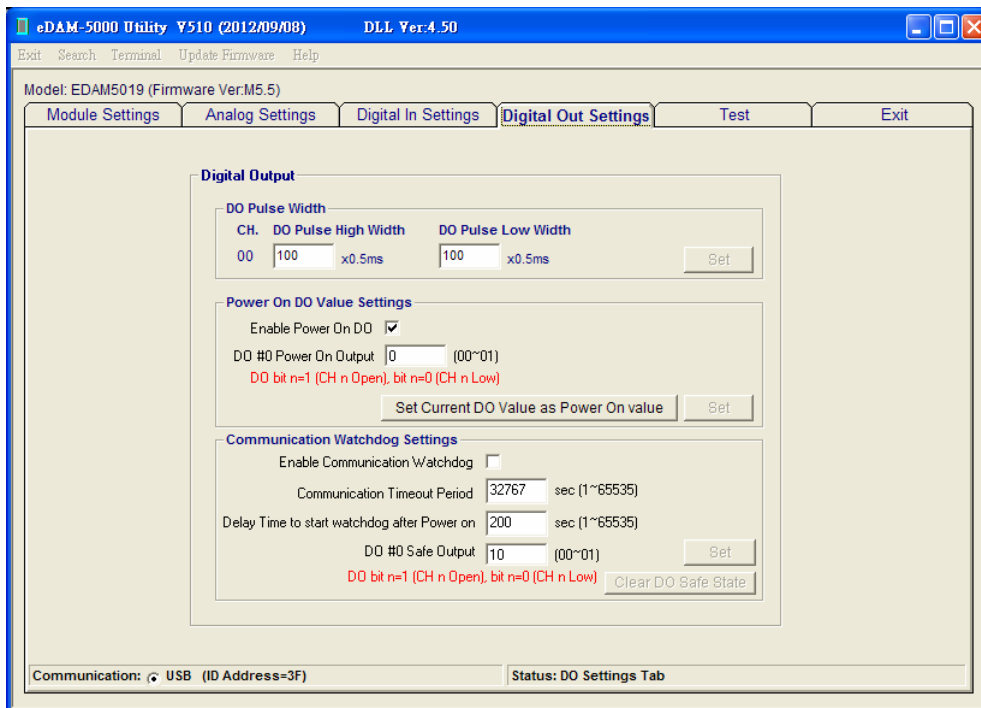 eDAM-5000 Utility V510 (2012/09/08) DLL Ver:4.50
Exit Search Terminal Update Firmware Help
Model: EDAM5019 (Firmware Ver:M5.5)
Module Settings Analog Settings Digital In Settings Digital Out Settings Test Exit
Digital Output
DO Pulse Width
CH. DO Pulse High Width DO Pulse Low Width
00 100 x0.5ms 100 x0.5ms Set
Power On DO Value Settings
Enable Power On DO
DO #0 Power On Output 0 (00~01)
DO bit n=1 (CH n Open), bit n=0 (CH n Low)
Set Current DO Value as Power On value Set
Communication Watchdog Settings
Enable Communication Watchdog
Communication Timeout Period 32767 sec (1~65535)
Delay Time to start watchdog after Power on 200 sec (1~65535)
DO #0 Safe Output 10 (00~01) Set
DO bit n=1 (CH n Open), bit n=0 (CH n Low) Clear DO Safe State
Communication: USB (ID Address=3F) Status: DO Settings Tab